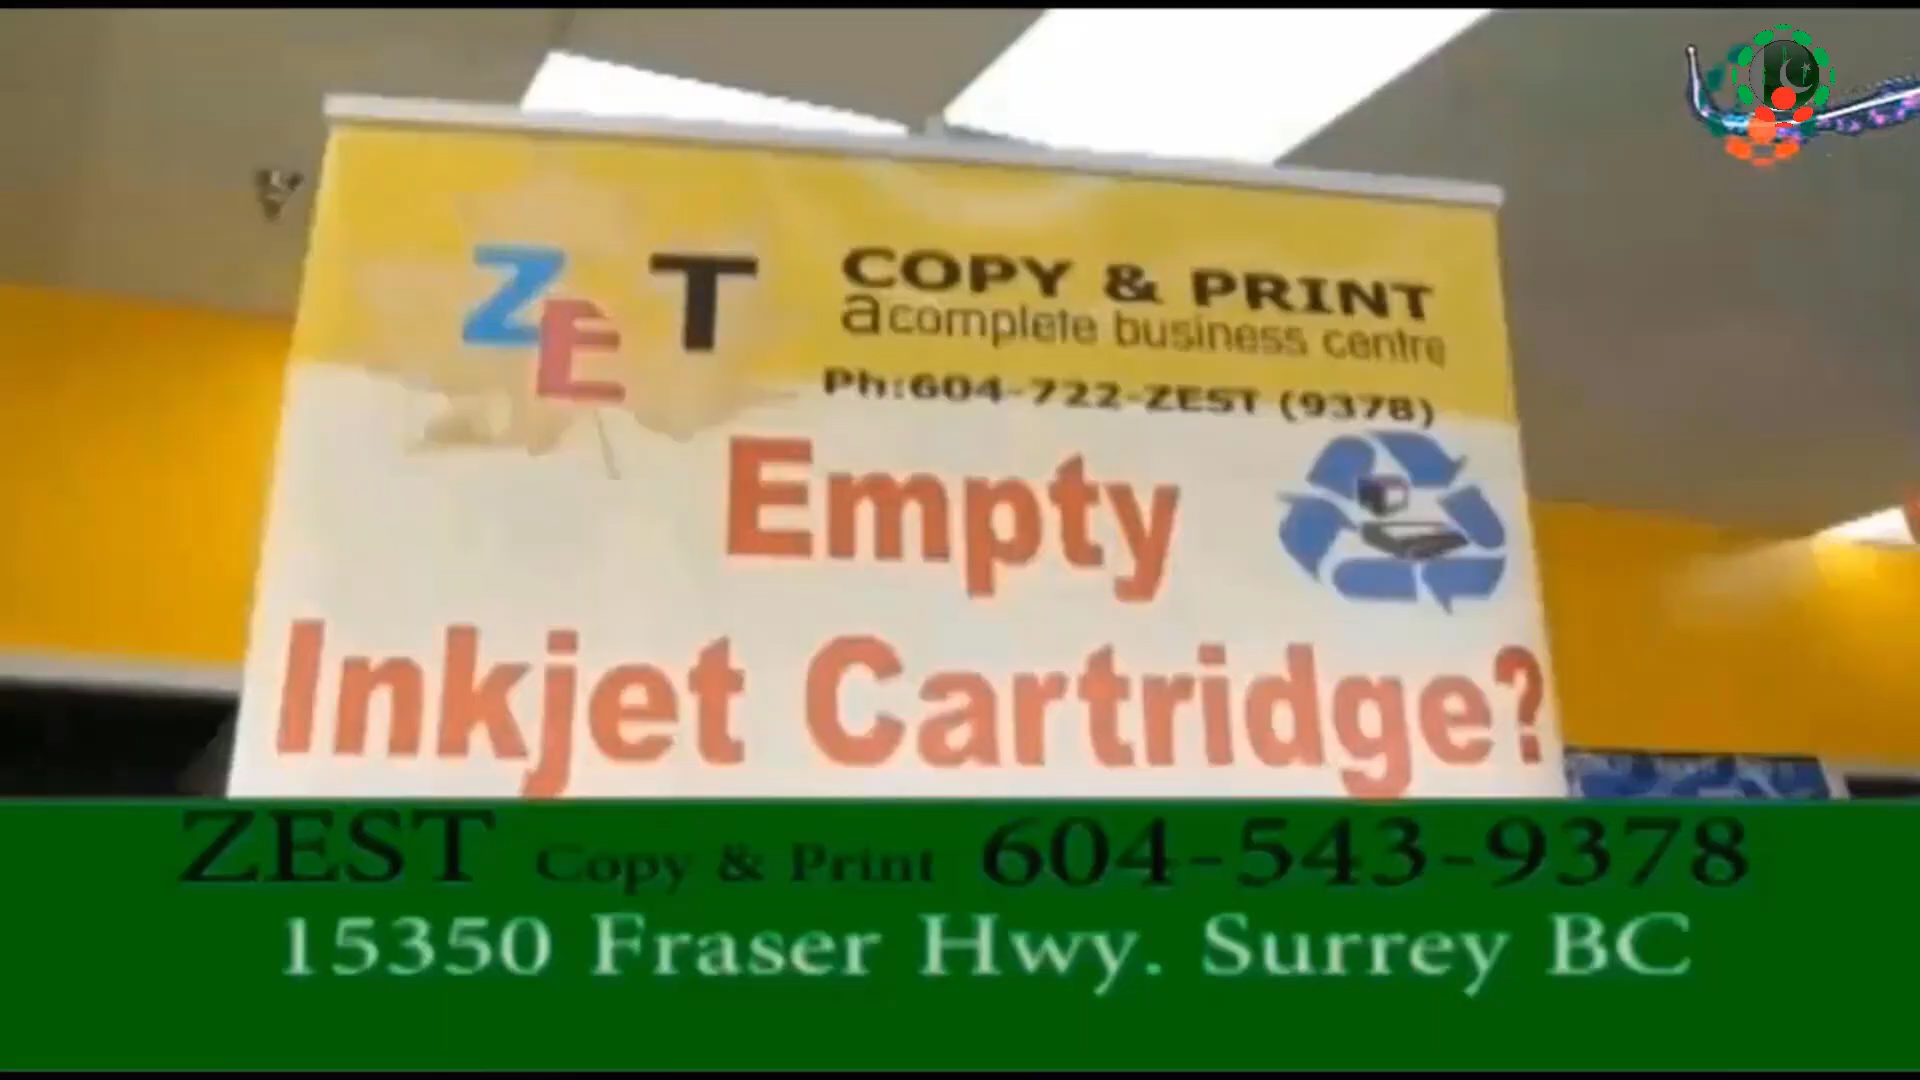 ZE T
COPY & PRINT
a complete business centre
Ph:604-722-ZEST (9378)
Empty
Inkjet Cartridge?
ZEST Copy & Print 604-543-9378
15350 Fraser Hwy. Surrey BC